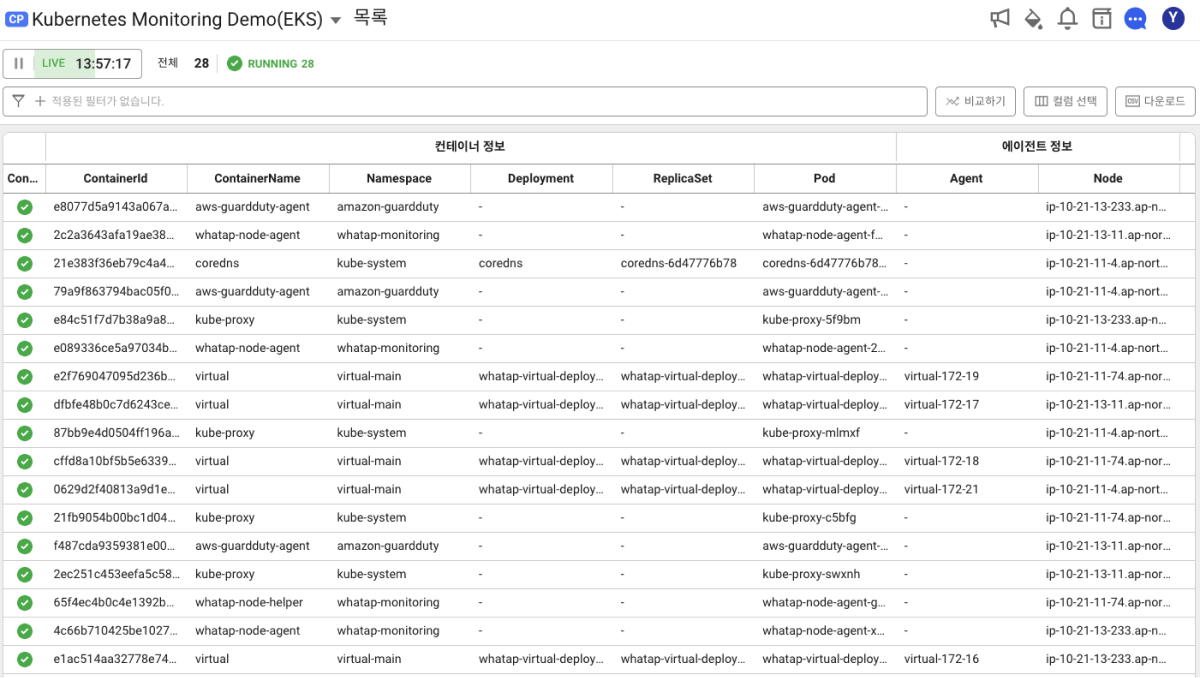 CP Kubernetes Monitoring Demo(EKS) 목록 Y
LIVE 13:57:17 전체 28 RUNNING 28
적용된 필터가 없습니다. 비교하기 컬럼 선택 CSV 다운로드
컨테이너 정보 에이전트 정보
Con... ContainerId ContainerName Namespace Deployment ReplicaSet Pod Agent Node
e8077d5a9143a067a... aws-guardduty-agent amazon-guardduty - - aws-guardduty-agent-... - ip-10-21-13-233.ap-n...
2c2a3643afa19ae38... whatap-node-agent whatap-monitoring - - whatap-node-agent-f... - ip-10-21-13-11.ap-nor...
21e383f36eb79c4a4... coredns kube-system coredns coredns-6d47776b78 coredns-6d47776b78... - ip-10-21-11-4.ap-nort...
79a9f863794bac05f0... aws-guardduty-agent amazon-guardduty - - aws-guardduty-agent-... - ip-10-21-11-4.ap-nort...
e84c51f7d7b38a9a8... kube-proxy kube-system - - kube-proxy-5f9bm - ip-10-21-13-233.ap-n...
e089336ce5a97034b... whatap-node-agent whatap-monitoring - - whatap-node-agent-2... - ip-10-21-11-4.ap-nort...
e2f769047095d236b... virtual virtual-main whatap-virtual-deploy... whatap-virtual-deploy... whatap-virtual-deploy... virtual-172-19 ip-10-21-11-74.ap-nor...
dfbfe48b0c7d6243ce... virtual virtual-main whatap-virtual-deploy... whatap-virtual-deploy... whatap-virtual-deploy... virtual-172-17 ip-10-21-13-11.ap-nor...
87bb9e4d0504ff196a... kube-proxy kube-system - - kube-proxy-mlmxf - ip-10-21-11-4.ap-nort...
cffd8a10bf5b5e6339... virtual virtual-main whatap-virtual-deploy... whatap-virtual-deploy... whatap-virtual-deploy... virtual-172-18 ip-10-21-11-74.ap-nor...
0629d2f40813a9d1e... virtual virtual-main whatap-virtual-deploy... whatap-virtual-deploy... whatap-virtual-deploy... virtual-172-21 ip-10-21-11-4.ap-nort...
21fb9054b00bc1d04... kube-proxy kube-system - - kube-proxy-c5bfg - ip-10-21-11-74.ap-nor...
f487cda9359381e00... aws-guardduty-agent amazon-guardduty - - aws-guardduty-agent-... - ip-10-21-13-11.ap-nor...
2ec251c453eefa5c58... kube-proxy kube-system - - kube-proxy-swxnh - ip-10-21-13-11.ap-nor...
65f4ec4b0c4e1392b... whatap-node-helper whatap-monitoring - - whatap-node-agent-g... - ip-10-21-11-74.ap-nor...
4c66b710425be1027... whatap-node-agent whatap-monitoring - - whatap-node-agent-x... - ip-10-21-13-233.ap-n...
e1ac514aa32778e74... virtual virtual-main whatap-virtual-deploy... whatap-virtual-deploy... whatap-virtual-deploy... virtual-172-16 ip-10-21-13-233.ap-n...